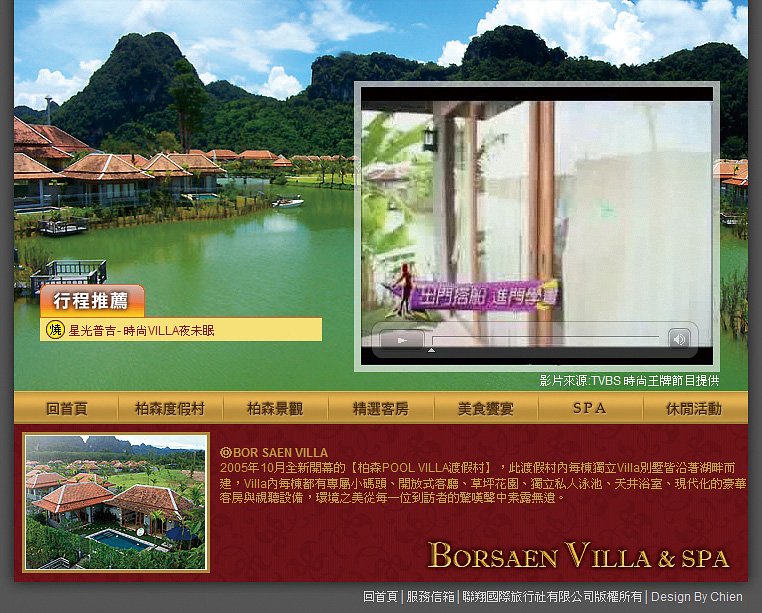 出門搭船 進門學畫
行程推薦
燒 星光普吉-時尚VILLA夜未眠
影片來源:TVBS 時尚王牌節目提供
回首頁 柏森度假村 柏森景觀 精選客房 美食饗宴 SPA 休閒活動
BOR SAEN VILLA
2005年10月全新開幕的【柏森POOL VILLA渡假村】，此渡假村內每棟獨立Villa別墅皆沿著湖畔而
建，Villa內每棟都有專屬小碼頭、開放式客廳、草坪花園、獨立私人泳池、天井浴室、現代化的豪華
客房與視聽設備，環境之美從每一位到訪者的驚嘆聲中表露無遺。
BORSAEN VILLA & SPA
回首頁│服務信箱│聯翔國際旅行社有限公司版權所有│Design By Chien